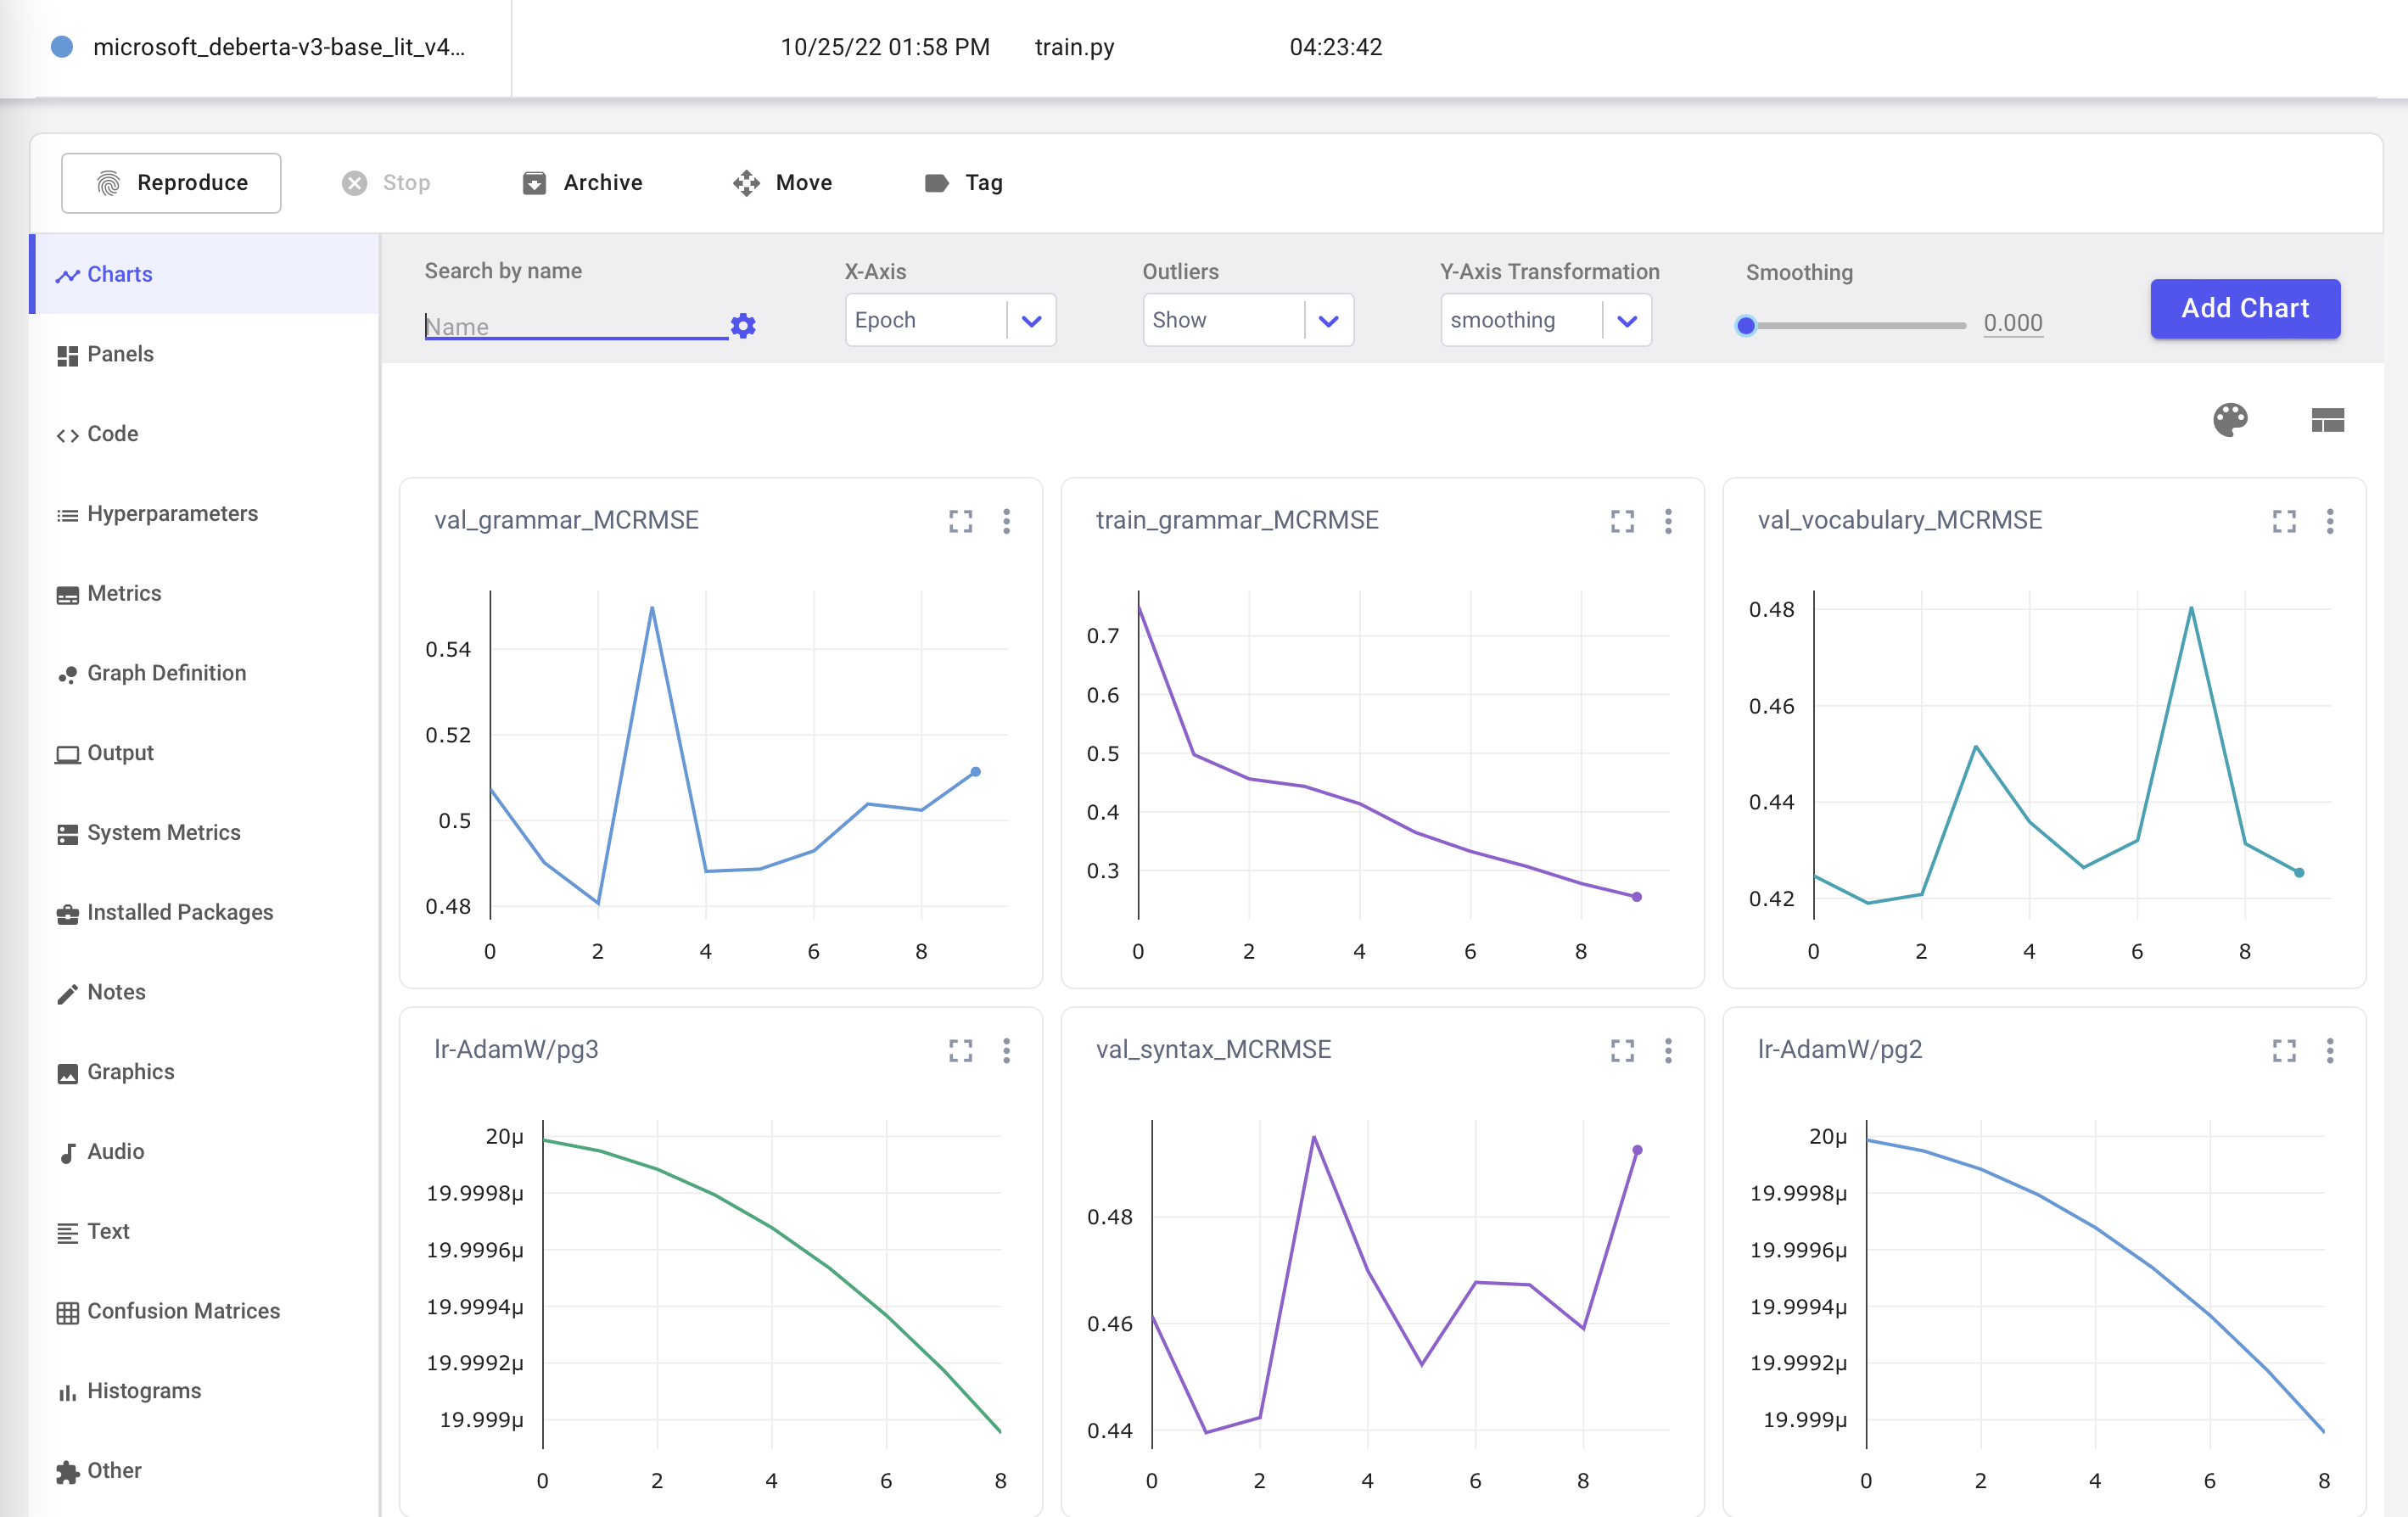 microsoft_deberta-v3-base_lit_v4...
10/25/22 01:58 PM
train.py
04:23:42
Reproduce
Stop
Archive
Move
Tag
Charts
Panels
Code
Hyperparameters
Metrics
Graph Definition
Output
System Metrics
Installed Packages
Notes
Graphics
Audio
Text
Confusion Matrices
Histograms
Other
Search by name
Name
X-Axis
Epoch
Outliers
Show
Y-Axis Transformation
smoothing
Smoothing
0.000
Add Chart
val_grammar_MCRMSE
0.54
0.52
0.5
0.48
0 2 4 6 8
train_grammar_MCRMSE
0.7
0.6
0.5
0.4
0.3
0 2 4 6 8
val_vocabulary_MCRMSE
0.48
0.46
0.44
0.42
0 2 4 6 8
lr-AdamW/pg3
20μ
19.9998μ
19.9996μ
19.9994μ
19.9992μ
19.999μ
0 2 4 6 8
val_syntax_MCRMSE
0.48
0.46
0.44
0 2 4 6 8
lr-AdamW/pg2
20μ
19.9998μ
19.9996μ
19.9994μ
19.9992μ
19.999μ
0 2 4 6 8